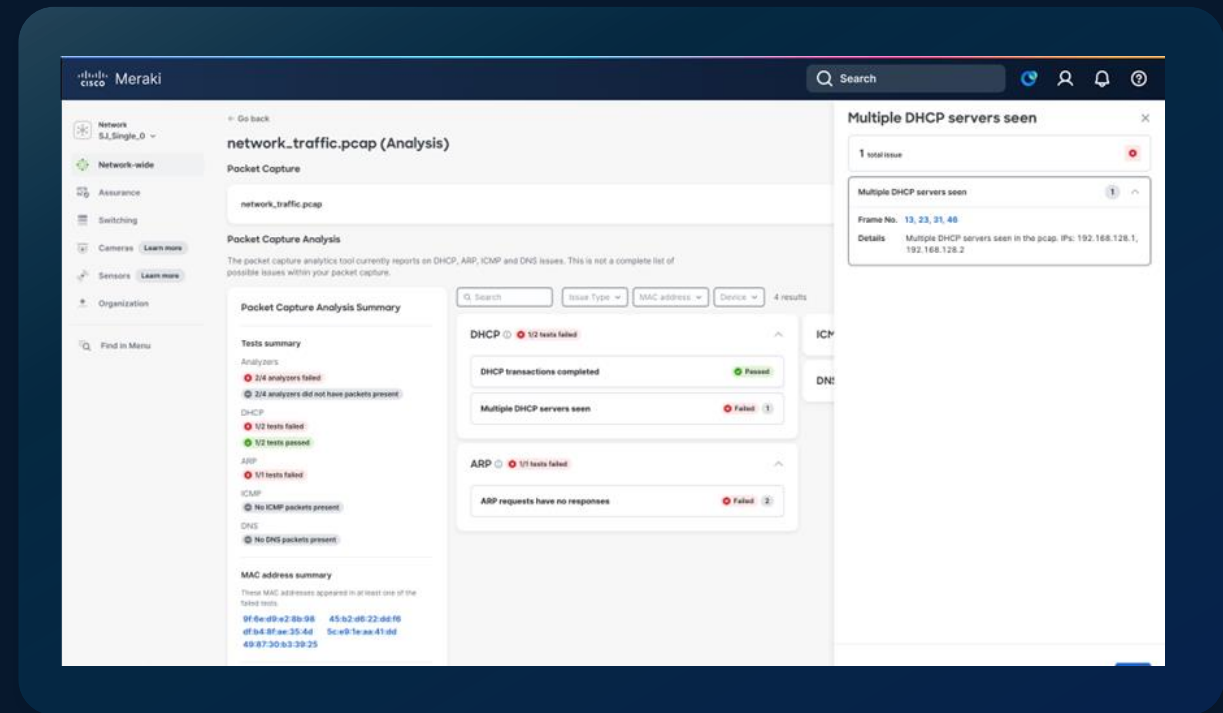 CISCO Meraki
Search
Network
SJ_Single_0
Network-wide
Assurance
Switching
Cameras Learn more
Sensors Learn more
Organization
Find in Menu
← Go back
network_traffic.pcap (Analysis)
Packet Capture
network_traffic.pcap
Packet Capture Analysis
The packet capture analytics tool currently reports on DHCP, ARP, ICMP and DNS issues. This is not a complete list of
possible issues within your packet capture.
Packet Capture Analysis Summary
Tests summary
Analyzers
2/4 analyzers failed
2/4 analyzers did not have packets present
DHCP
1/2 tests failed
1/2 tests passed
ARP
1/1 tests failed
ICMP
No ICMP packets present
DNS
No DNS packets present
MAC address summary
These MAC addresses appeared in at least one of the
failed tests.
9f:6e:d9:e2:8b:98 45:b2:d6:22:dd:f6
df:b4:8f:ae:35:4d 5c:e9:1e:aa:41:dd
49:87:30:b3:39:25
Search Issue Type MAC address Device 4 results
DHCP 1/2 tests failed
DHCP transactions completed Passed
Multiple DHCP servers seen Failed 1
ARP 1/1 tests failed
ARP requests have no responses Failed 2
ICM
DNS
Multiple DHCP servers seen
1 total issue
Multiple DHCP servers seen 1
Frame No. 13, 23, 31, 46
Details Multiple DHCP servers seen in the pcap. IPs: 192.168.128.1,
192.168.128.2